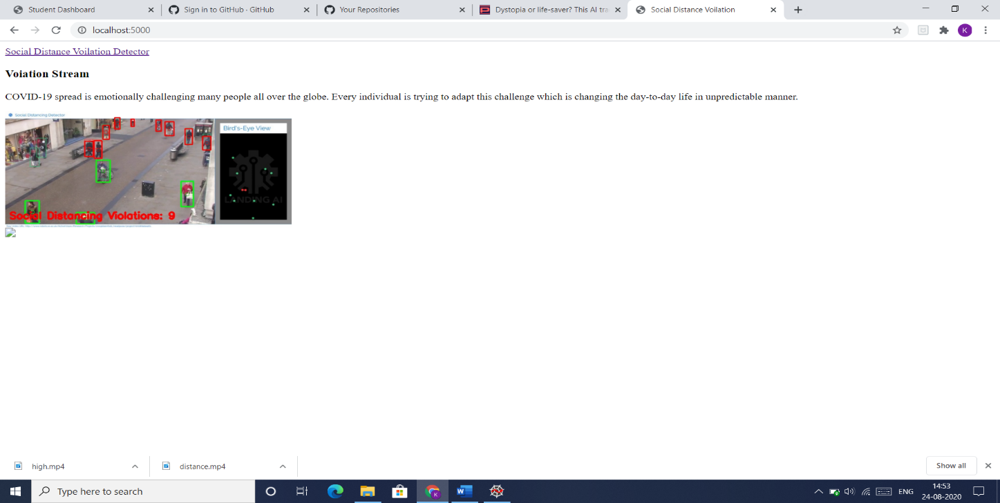 Student Dashboard
Sign in to GitHub · GitHub
Your Repositories
Dystopia or life-saver? This AI tra
Social Distance Voilation
localhost:5000
K
Social Distance Voilation Detector
Voiation Stream
COVID-19 spread is emotionally challenging many people all over the globe. Every individual is trying to adapt this challenge which is changing the day-to-day life in unpredictable manner.
Social Distancing Detector
Bird's-Eye View
LANDING AI
Social Distancing Violations: 9
high.mp4
distance.mp4
Show all
Type here to search
K
W
ENG
14:53
24-08-2020